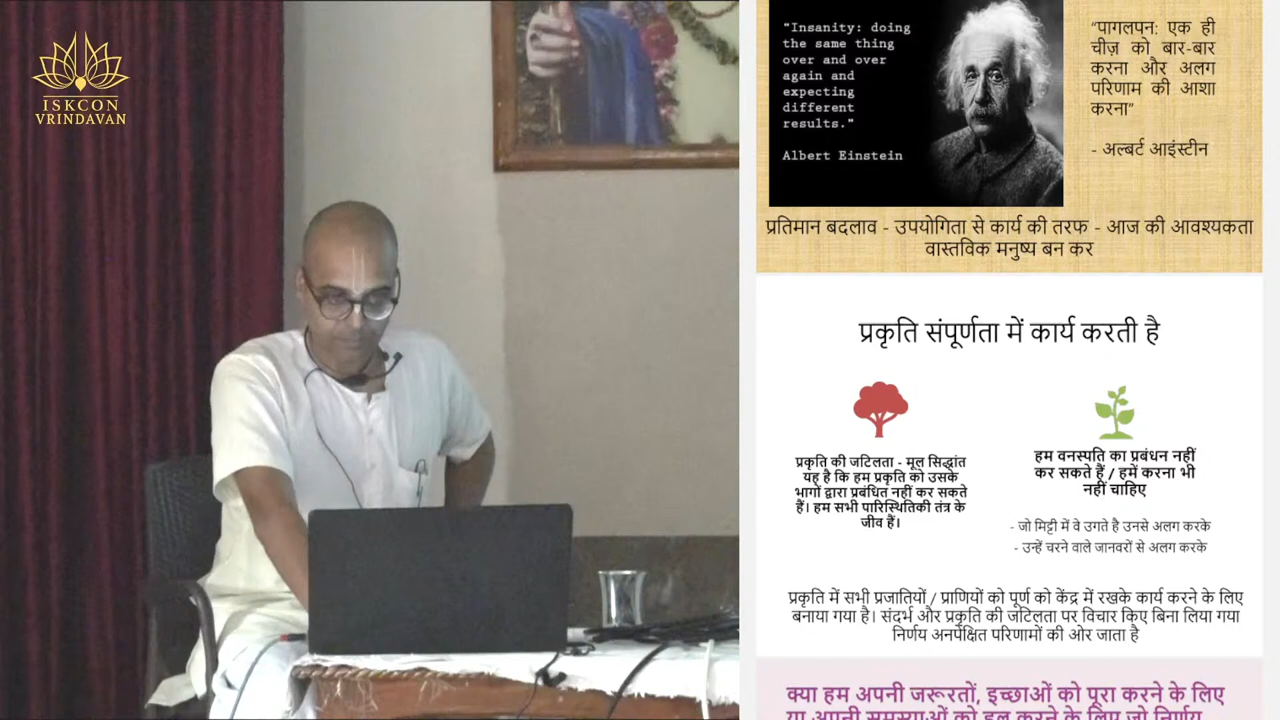 ISKCON
VRINDAVAN
"Insanity: doing
the same thing
over and over
again and
expecting
different
results."
Albert Einstein
"पागलपन: एक ही
चीज़ को बार-बार
करना और अलग
परिणाम की आशा
करना"
- अल्बर्ट आइंस्टीन
प्रतिमान बदलाव - उपयोगिता से कार्य की तरफ - आज की आवश्यकता
वास्तविक मनुष्य बन कर
प्रकृति संपूर्णता में कार्य करती है
प्रकृति की जटिलता - मूल सिद्धांत
यह है कि हम प्रकृति को उसके
भागों द्वारा प्रबंधित नहीं कर सकते
हैं। हम सभी पारिस्थितिकी तंत्र के
जीव हैं।
हम वनस्पति का प्रबंधन नहीं
कर सकते हैं / हमें करना भी
नहीं चाहिए
- जो मिट्टी में वे उगते है उनसे अलग करके
- उन्हें चरने वाले जानवरों से अलग करके
प्रकृति में सभी प्रजातियों / प्राणियों को पूर्ण को केंद्र में रखके कार्य करने के लिए
बनाया गया है। संदर्भ और प्रकृति की जटिलता पर विचार किए बिना लिया गया
निर्णय अनपेक्षित परिणामों की ओर जाता है
क्या हम अपनी जरूरतों, इच्छाओं को पूरा करने के लिए
या अपनी समस्याओं को हल करने के लिए जो निर्णय